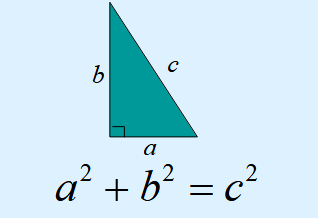 b
c
a
a² + b² = c²